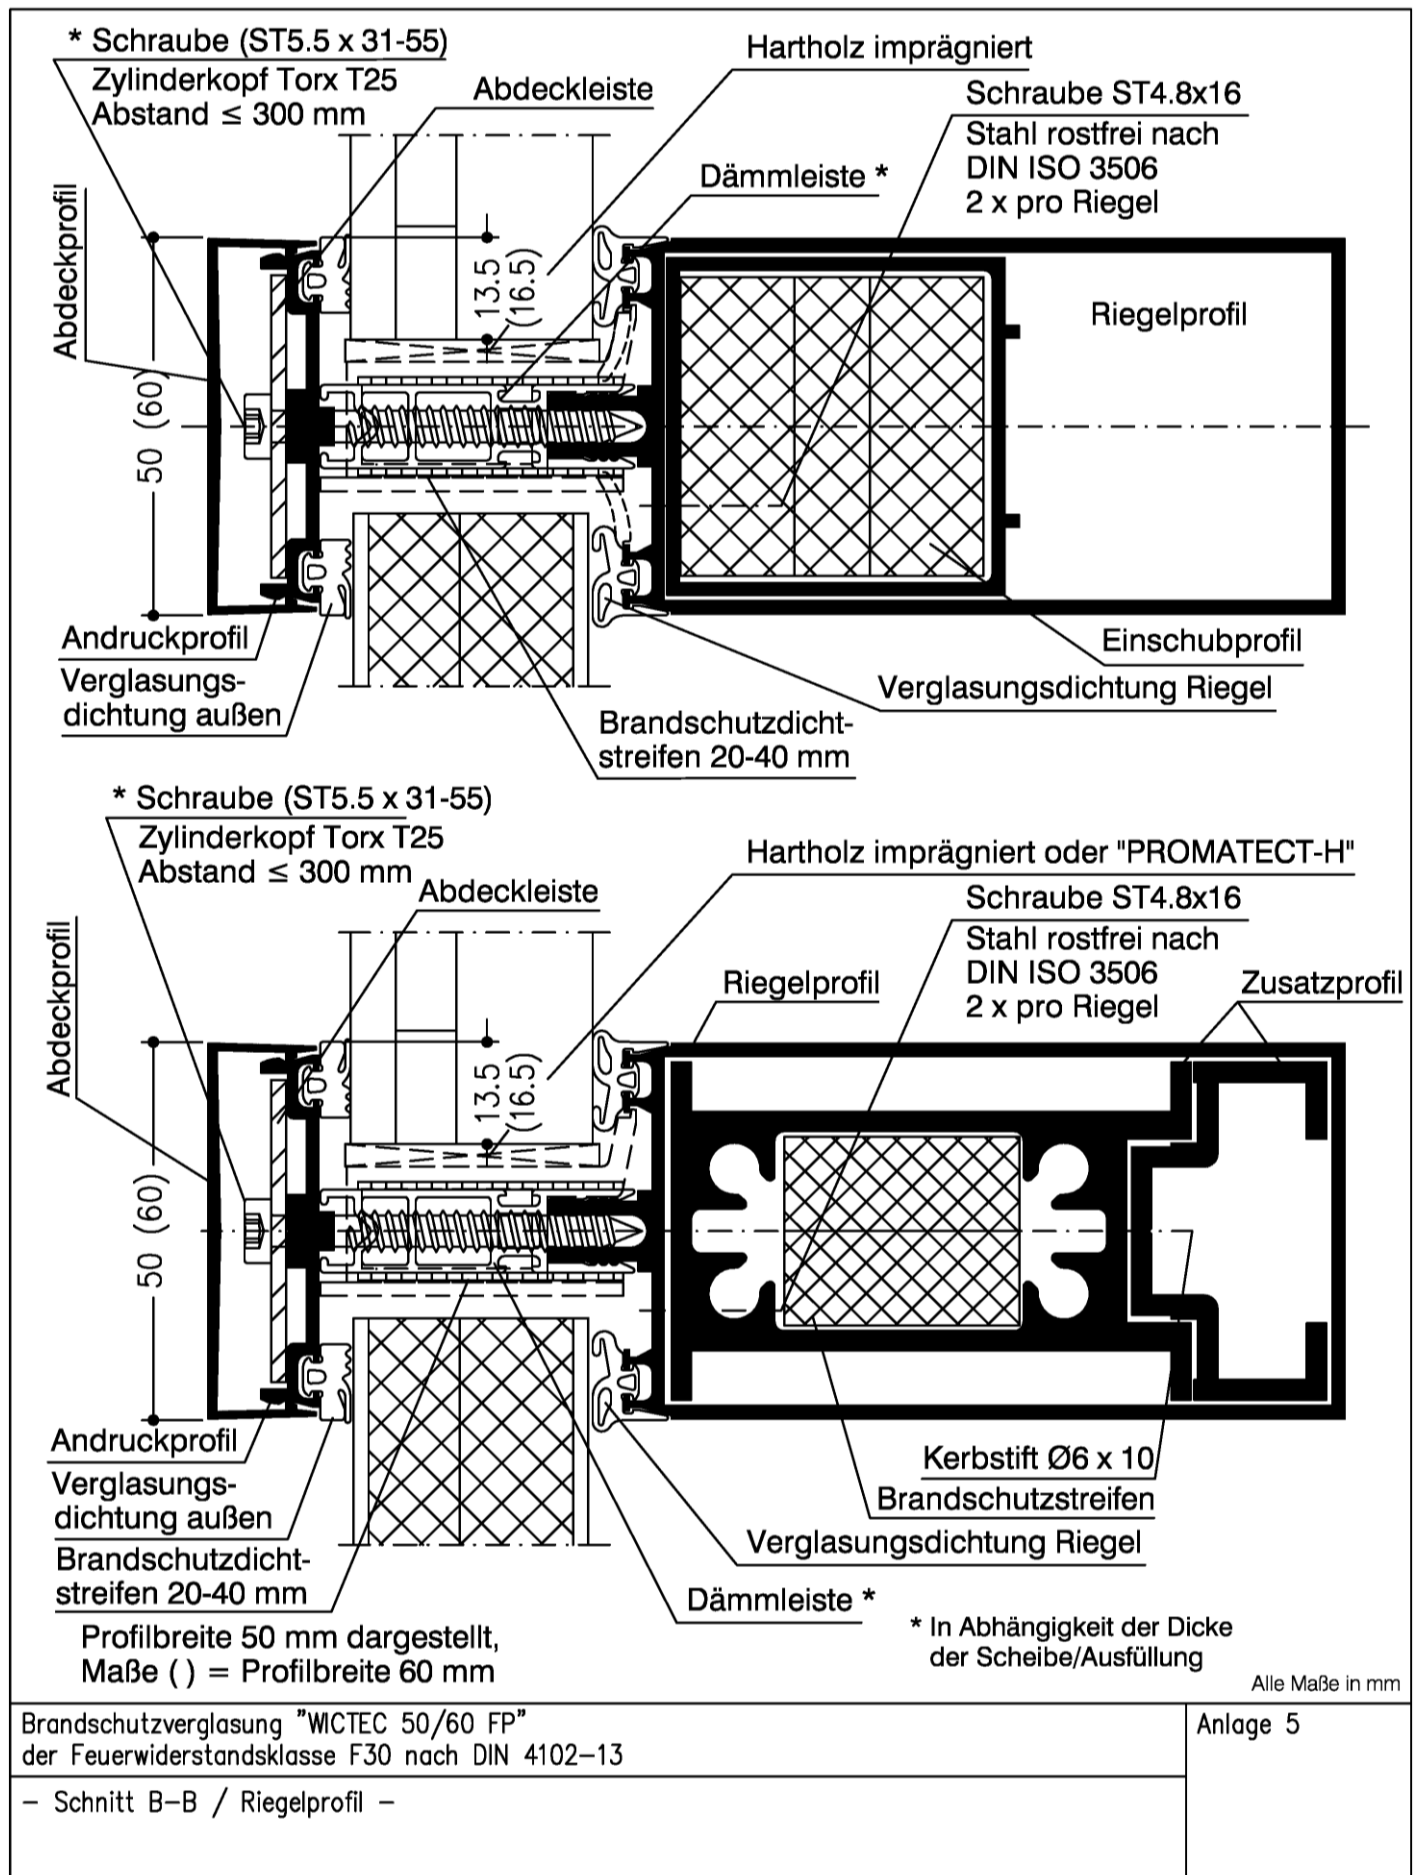 * Schraube (ST5.5 x 31-55)
Zylinderkopf Torx T25
Abstand ≤ 300 mm
Abdeckleiste
Hartholz imprägniert
Schraube ST4.8x16
Stahl rostfrei nach
DIN ISO 3506
2 x pro Riegel
Dämmleiste *
Abdeckprofil
13.5
(16.5)
50 (60)
Riegelprofil
Andruckprofil
Verglasungs-
dichtung außen
Einschubprofil
Verglasungsdichtung Riegel
Brandschutzdicht-
streifen 20-40 mm
* Schraube (ST5.5 x 31-55)
Zylinderkopf Torx T25
Abstand ≤ 300 mm
Abdeckleiste
Hartholz imprägniert oder "PROMATECT-H"
Schraube ST4.8x16
Stahl rostfrei nach
DIN ISO 3506
2 x pro Riegel
Riegelprofil
Zusatzprofil
Abdeckprofil
13.5
(16.5)
50 (60)
Andruckprofil
Verglasungs-
dichtung außen
Brandschutzdicht-
streifen 20-40 mm
Kerbstift Ø6 x 10
Brandschutzstreifen
Verglasungsdichtung Riegel
Dämmleiste *
Profilbreite 50 mm dargestellt,
Maße ( ) = Profilbreite 60 mm
* In Abhängigkeit der Dicke
der Scheibe/Ausfüllung
Alle Maße in mm
Brandschutzverglasung "WICTEC 50/60 FP"
der Feuerwiderstandsklasse F30 nach DIN 4102-13
Anlage 5
- Schnitt B-B / Riegelprofil -